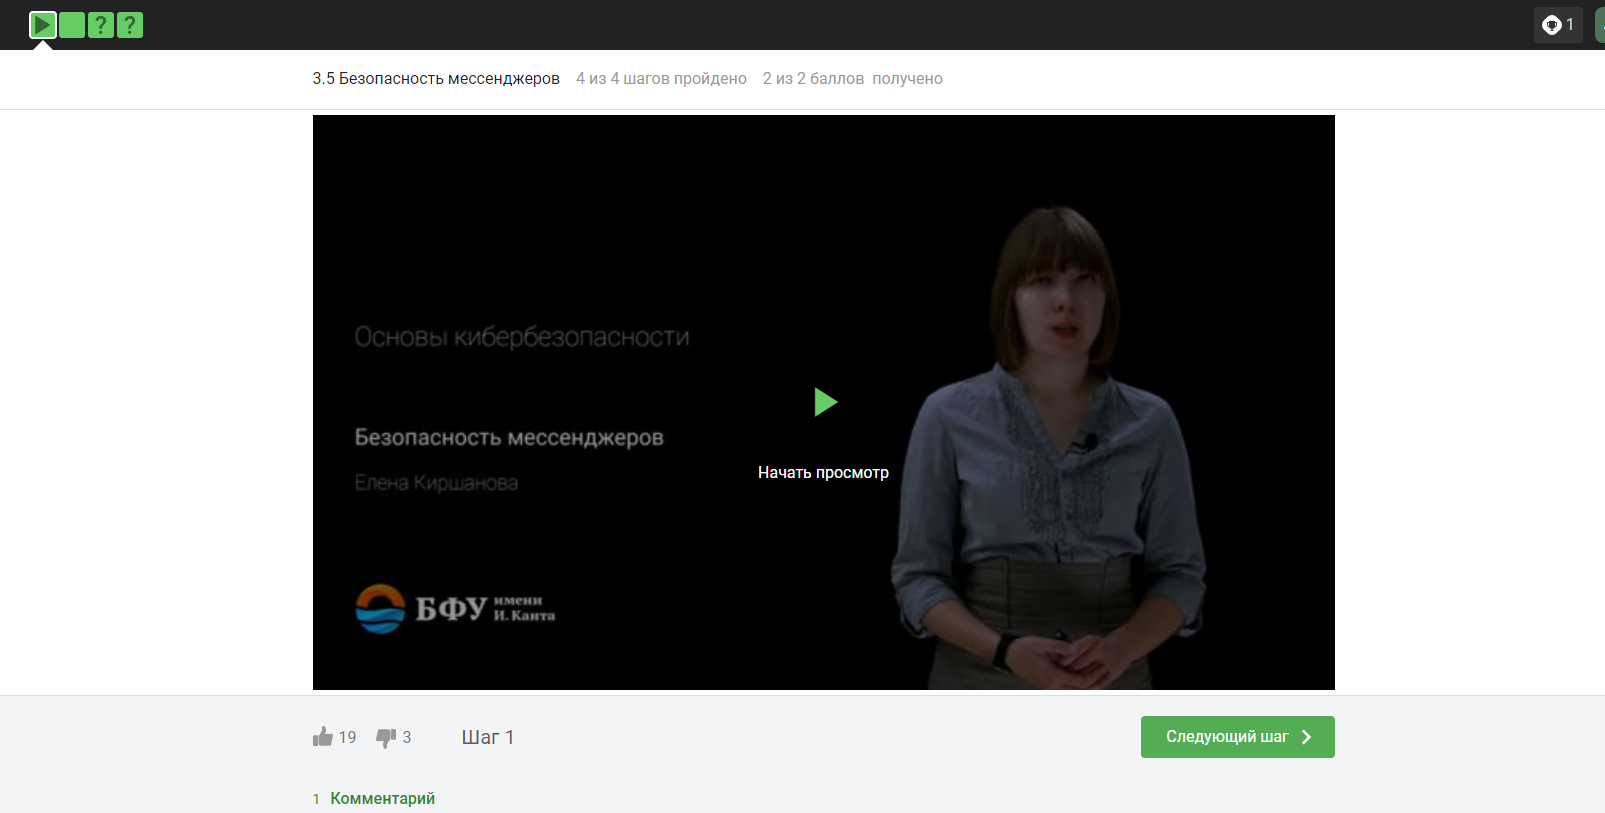 ? ?
1
3.5 Безопасность мессенджеров 4 из 4 шагов пройдено 2 из 2 баллов получено
Основы кибербезопасности
Безопасность мессенджеров
Елена Киршанова
Начать просмотр
БФУ имени
И. Канта
19 3 Шаг 1
Следующий шаг
1 Комментарий